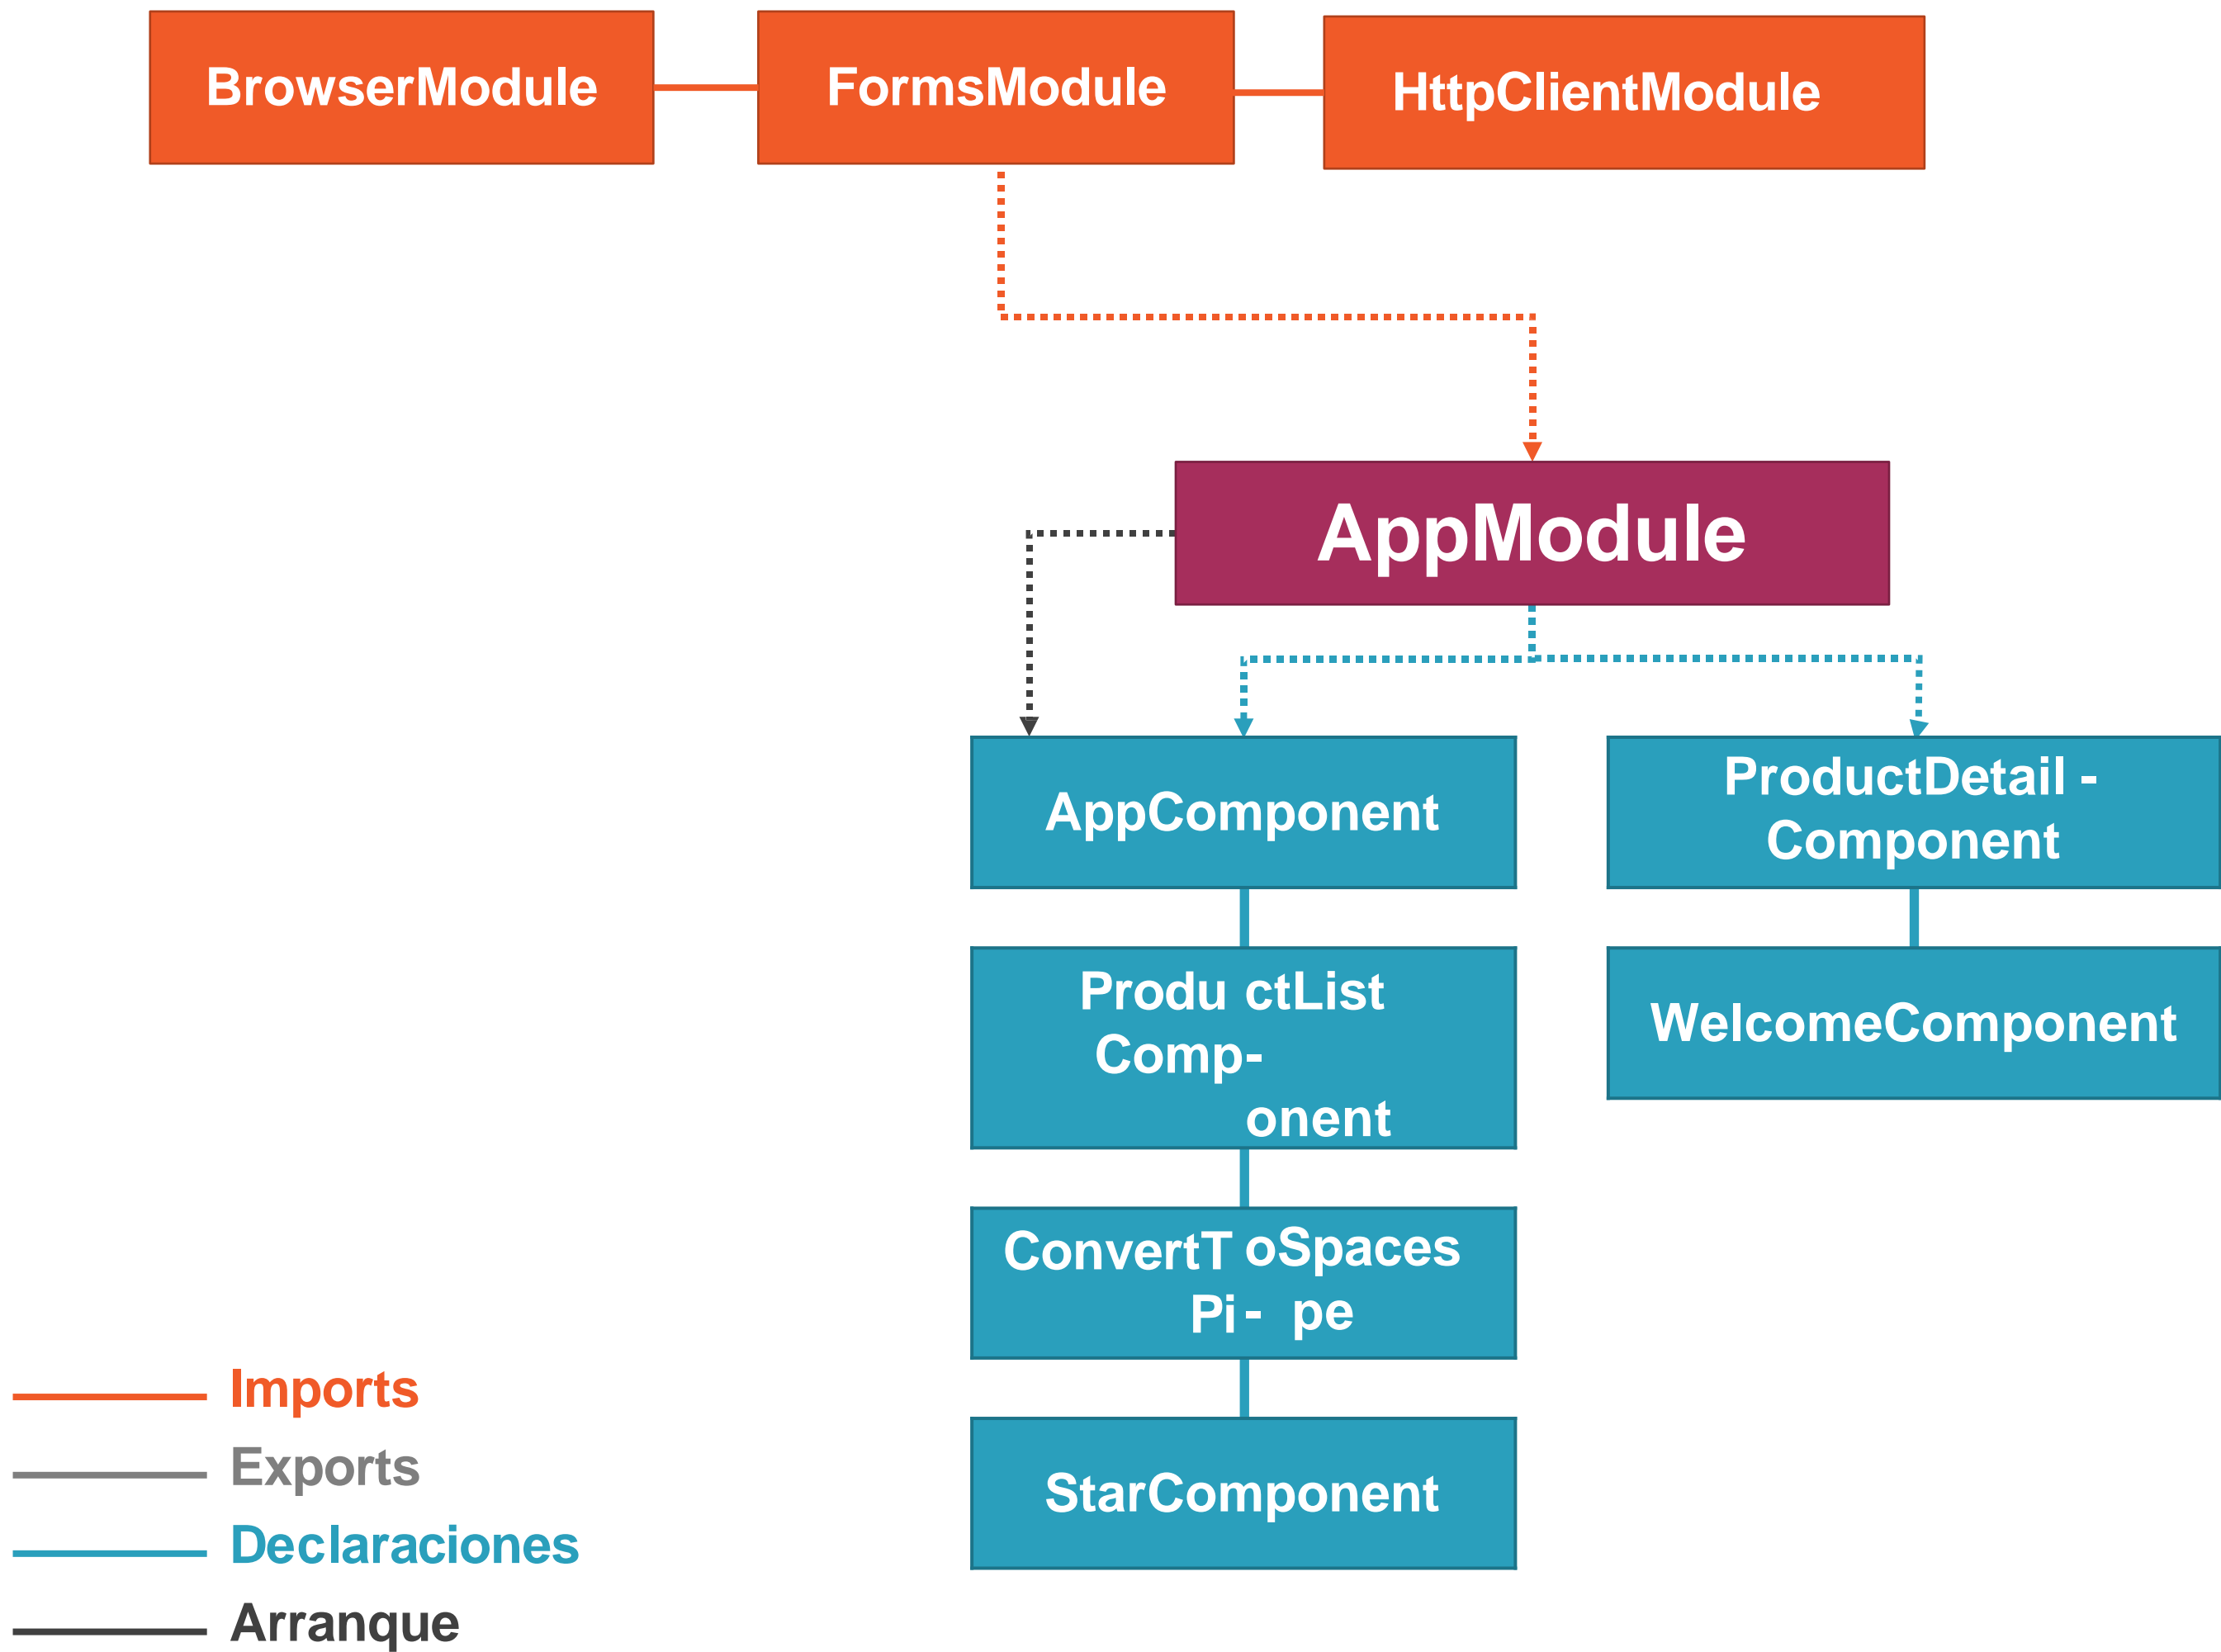 BrowserModule
FormsModule
HttpClientModule
AppModule
AppComponent
ProductDetail -
Component
Produ ctList
Comp-
onent
WelcomeComponent
ConvertT oSpaces
Pi - pe
StarComponent
Imports
Exports
Declaraciones
Arranque